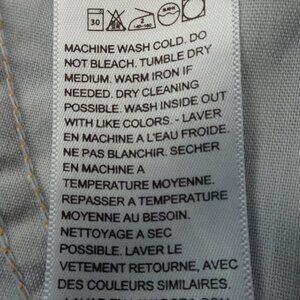 30
MACHINE WASH COLD. DO
NOT BLEACH. TUMBLE DRY
MEDIUM. WARM IRON IF
NEEDED. DRY CLEANING
POSSIBLE. WASH INSIDE OUT
WITH LIKE COLORS. - LAVER
EN MACHINE A L'EAU FROIDE.
NE PAS BLANCHIR. SECHER
EN MACHINE A
TEMPERATURE MOYENNE.
REPASSER A TEMPERATURE
MOYENNE AU BESOIN.
NETTOYAGE A SEC
POSSIBLE. LAVER LE
VETEMENT RETOURNE, AVEC
DES COULEURS SIMILAIRES.